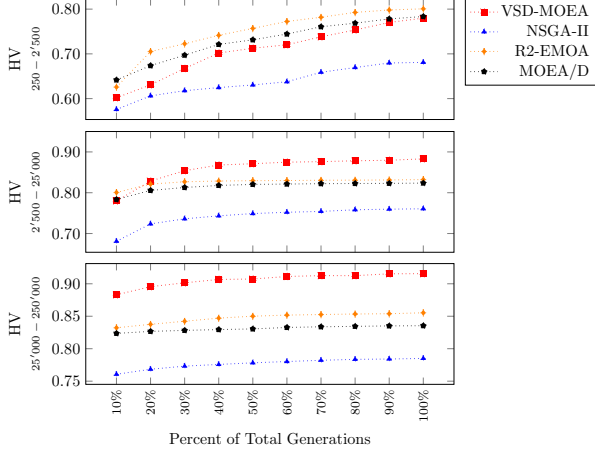 VSD-MOEA
NSGA-II
R2-EMOA
MOEA/D
HV
250 − 2′500
0.80
0.70
0.60
HV
2′500 − 25′000
0.90
0.80
0.70
HV
25′000 − 250′000
0.90
0.85
0.80
0.75
10%
20%
30%
40%
50%
60%
70%
80%
90%
100%
Percent of Total Generations